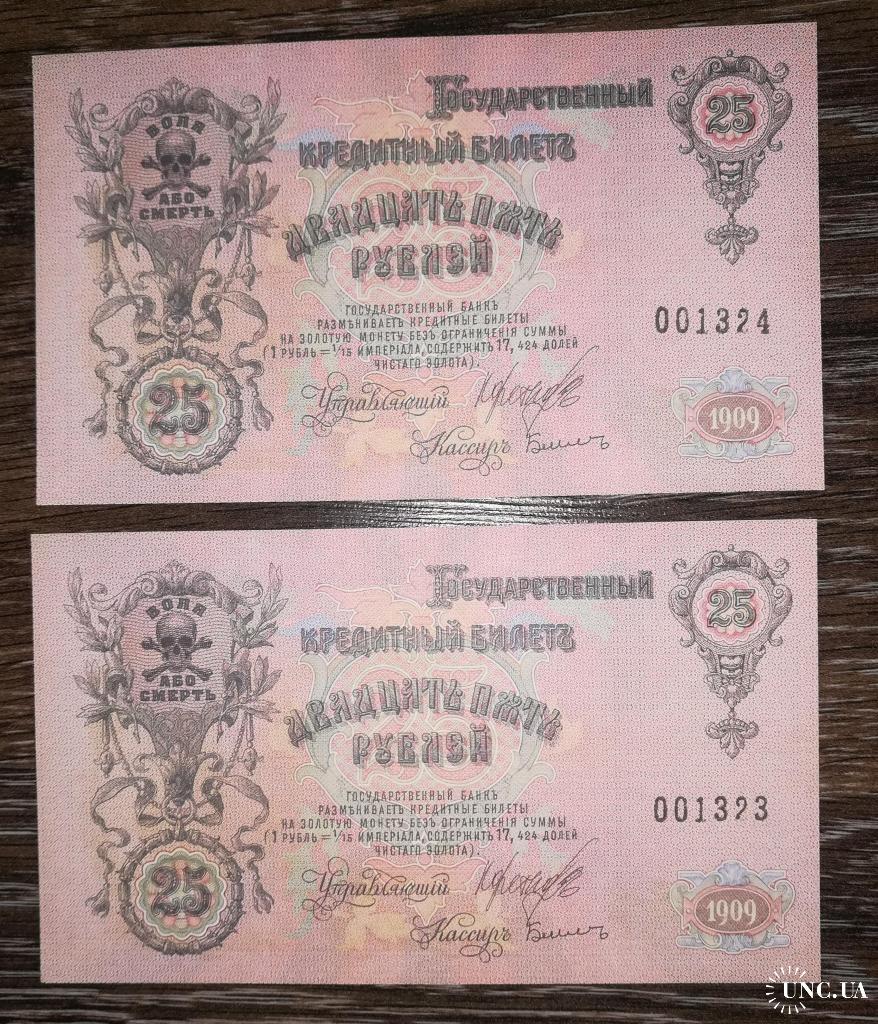 ВОЛЯ
АБО
СМЕРТЬ
25
ГОСУДАРСТВЕННЫЙ
КРЕДИТНЫЙ БИЛЕТЪ
ДВАДЦАТЬ ПЯТЬ
РУБЛЕЙ
25
ГОСУДАРСТВЕННЫЙ БАНКЪ
РАЗМѢНИВАЕТЪ КРЕДИТНЫЕ БИЛЕТЫ
НА ЗОЛОТУЮ МОНЕТУ БЕЗЪ ОГРАНИЧЕНІЯ СУММЫ
(1 РУБЛЬ = 1/15 ИМПЕРІАЛА, СОДЕРЖИТЪ 17,424 ДОЛЕЙ
ЧИСТАГО ЗОЛОТА).
001324
Управляющій
Кассиръ
25
1909
ВОЛЯ
АБО
СМЕРТЬ
25
ГОСУДАРСТВЕННЫЙ
КРЕДИТНЫЙ БИЛЕТЪ
ДВАДЦАТЬ ПЯТЬ
РУБЛЕЙ
25
ГОСУДАРСТВЕННЫЙ БАНКЪ
РАЗМѢНИВАЕТЪ КРЕДИТНЫЕ БИЛЕТЫ
НА ЗОЛОТУЮ МОНЕТУ БЕЗЪ ОГРАНИЧЕНІЯ СУММЫ
(1 РУБЛЬ = 1/15 ИМПЕРІАЛА, СОДЕРЖИТЪ 17,424 ДОЛЕЙ
ЧИСТАГО ЗОЛОТА).
001323
Управляющій
Кассиръ
25
1909
UNC.UA